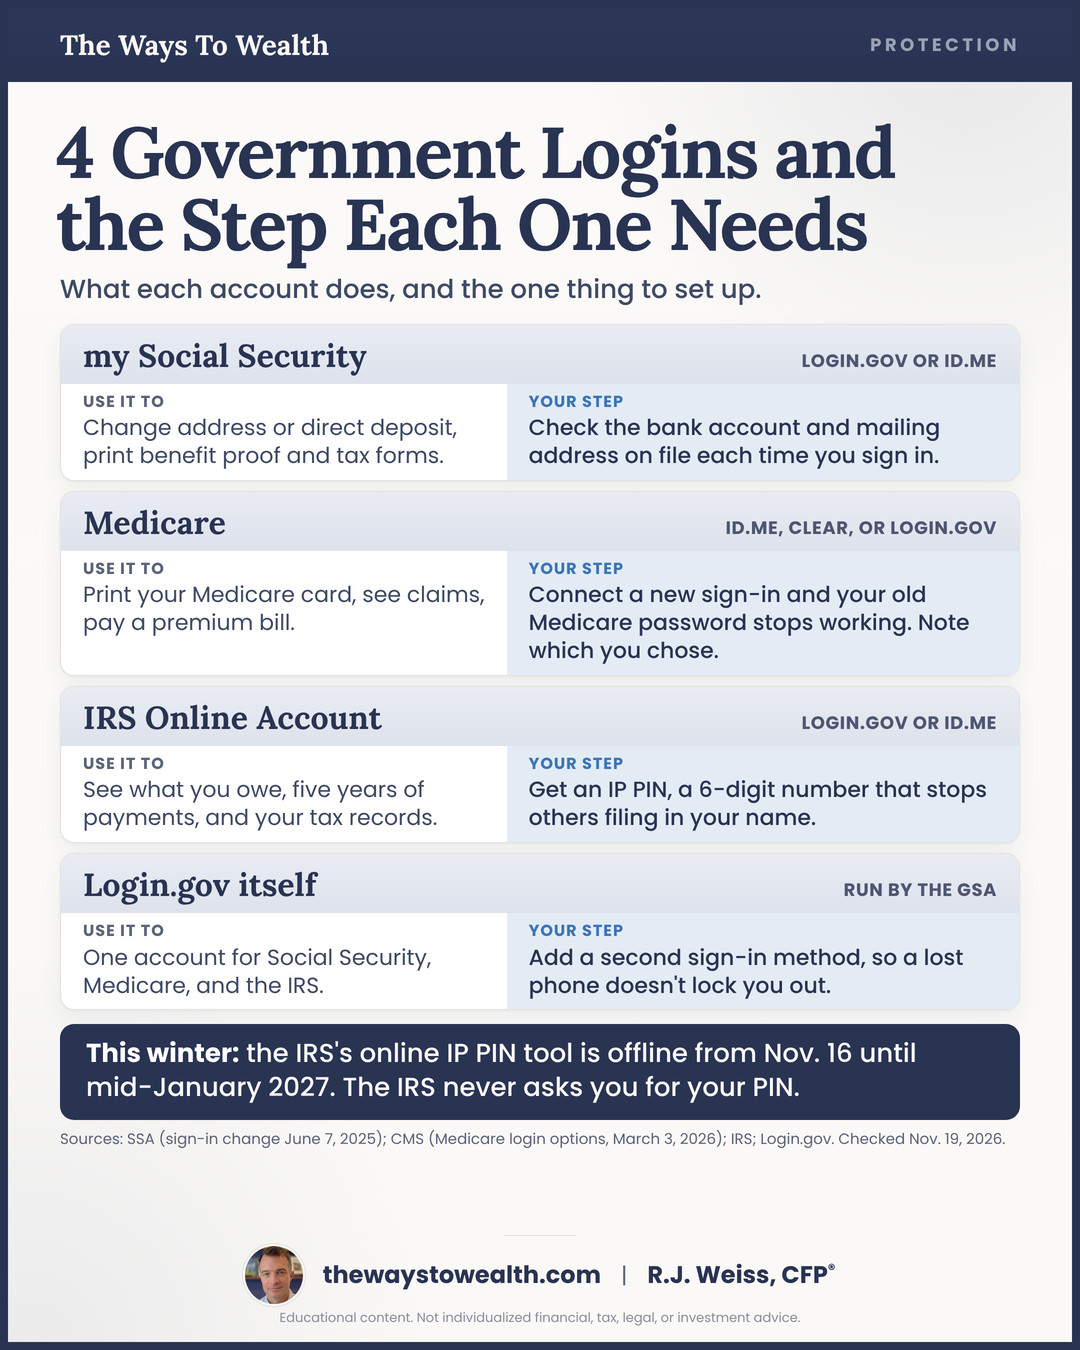 The Ways To Wealth
PROTECTION
4 Government Logins and
the Step Each One Needs
What each account does, and the one thing to set up.
my Social Security
LOGIN.GOV OR ID.ME
USE IT TO
Change address or direct deposit,
print benefit proof and tax forms.
YOUR STEP
Check the bank account and mailing
address on file each time you sign in.
Medicare
ID.ME, CLEAR, OR LOGIN.GOV
USE IT TO
Print your Medicare card, see claims,
pay a premium bill.
YOUR STEP
Connect a new sign-in and your old
Medicare password stops working. Note
which you chose.
IRS Online Account
LOGIN.GOV OR ID.ME
USE IT TO
See what you owe, five years of
payments, and your tax records.
YOUR STEP
Get an IP PIN, a 6-digit number that stops
others filing in your name.
Login.gov itself
RUN BY THE GSA
USE IT TO
One account for Social Security,
Medicare, and the IRS.
YOUR STEP
Add a second sign-in method, so a lost
phone doesn't lock you out.
This winter: the IRS's online IP PIN tool is offline from Nov. 16 until
mid-January 2027. The IRS never asks you for your PIN.
Sources: SSA (sign-in change June 7, 2025); CMS (Medicare login options, March 3, 2026); IRS; Login.gov. Checked Nov. 19, 2026.
thewaystowealth.com | R.J. Weiss, CFP®
Educational content. Not individualized financial, tax, legal, or investment advice.